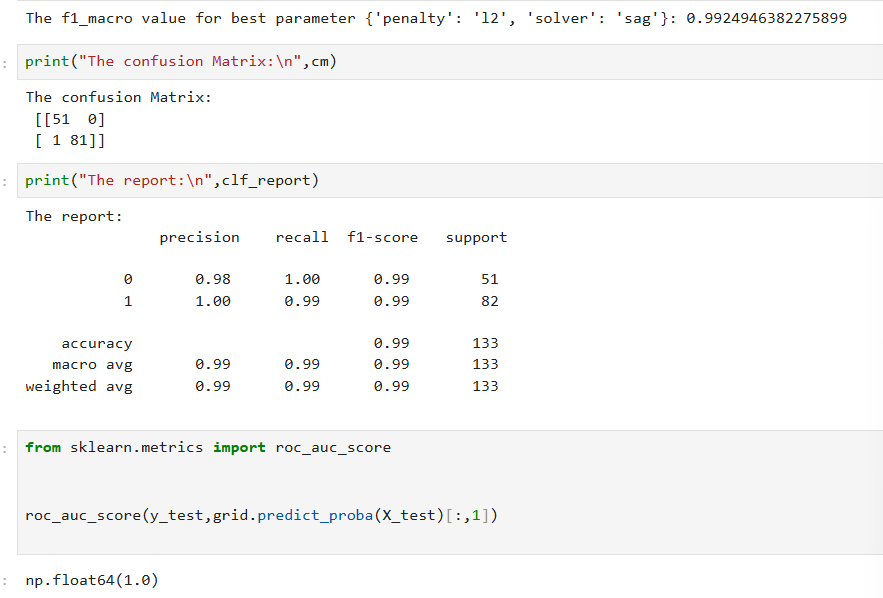 The f1_macro value for best parameter {'penalty': 'l2', 'solver': 'sag'}: 0.9924946382275899
: print("The confusion Matrix:\n",cm)
The confusion Matrix:
[[51  0]
[ 1 81]]
: print("The report:\n",clf_report)
The report:
precision    recall  f1-score   support
0       0.98      1.00      0.99        51
1       1.00      0.99      0.99        82
accuracy                           0.99       133
macro avg       0.99      0.99      0.99       133
weighted avg       0.99      0.99      0.99       133
: from sklearn.metrics import roc_auc_score
roc_auc_score(y_test,grid.predict_proba(X_test)[:,1])
: np.float64(1.0)